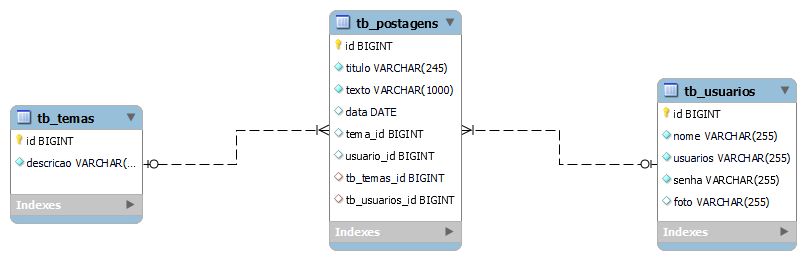 tb_temas
id BIGINT
descricao VARCHAR(...
Indexes
tb_postagens
id BIGINT
titulo VARCHAR(245)
texto VARCHAR(1000)
data DATE
tema_id BIGINT
usuario_id BIGINT
tb_temas_id BIGINT
tb_usuarios_id BIGINT
Indexes
tb_usuarios
id BIGINT
nome VARCHAR(255)
usuarios VARCHAR(255)
senha VARCHAR(255)
foto VARCHAR(255)
Indexes